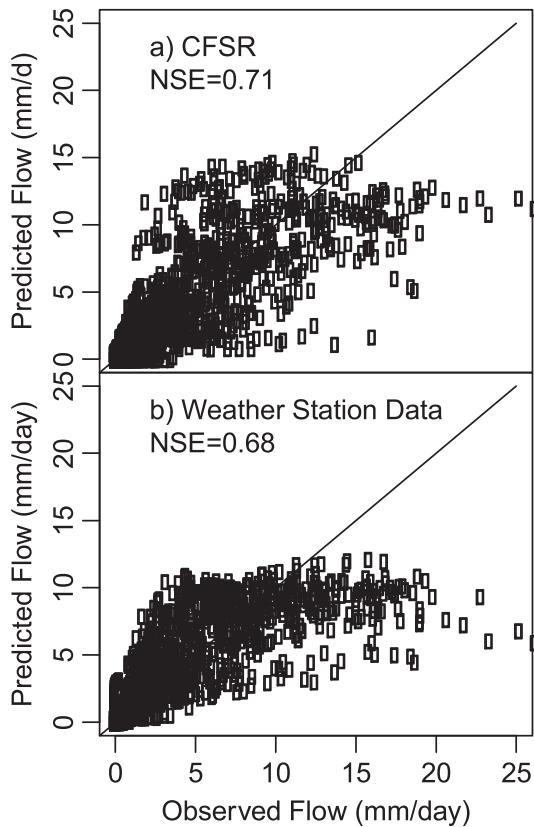 25
20
15
10
5
0
Predicted Flow (mm/d)
a) CFSR
NSE=0.71
25
20
15
10
5
0
Predicted Flow (mm/day)
b) Weather Station Data
NSE=0.68
0 5 10 15 20 25
Observed Flow (mm/day)